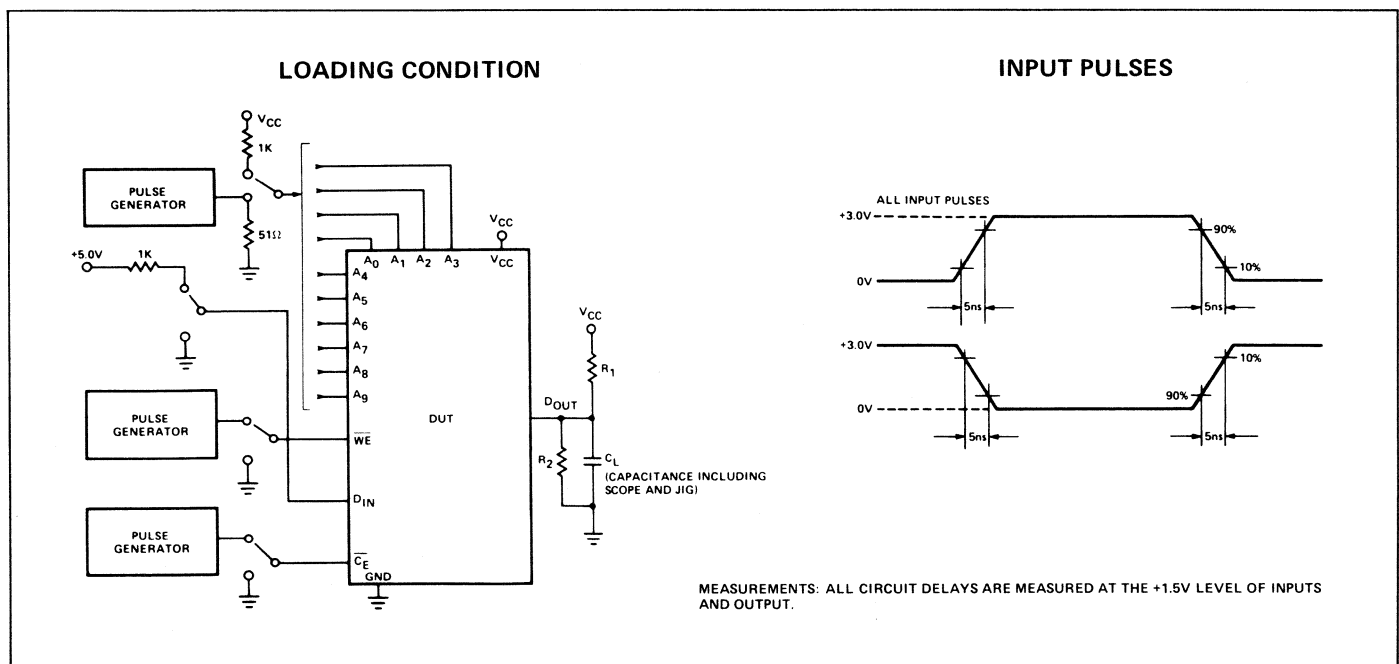 LOADING CONDITION
INPUT PULSES
VCC
1K
PULSE
GENERATOR
51Ω
+5.0V
1K
VCC
A0 A1 A2 A3 VCC
A4
A5
A6
A7
A8
A9
DUT
PULSE
GENERATOR
W̅E̅
DIN
PULSE
GENERATOR
C̅E̅
GND
VCC
R1
DOUT
R2
CL
(CAPACITANCE INCLUDING
SCOPE AND JIG)
ALL INPUT PULSES
+3.0V
90%
10%
0V
5ns
5ns
+3.0V
10%
90%
0V
5ns
5ns
MEASUREMENTS: ALL CIRCUIT DELAYS ARE MEASURED AT THE +1.5V LEVEL OF INPUTS
AND OUTPUT.